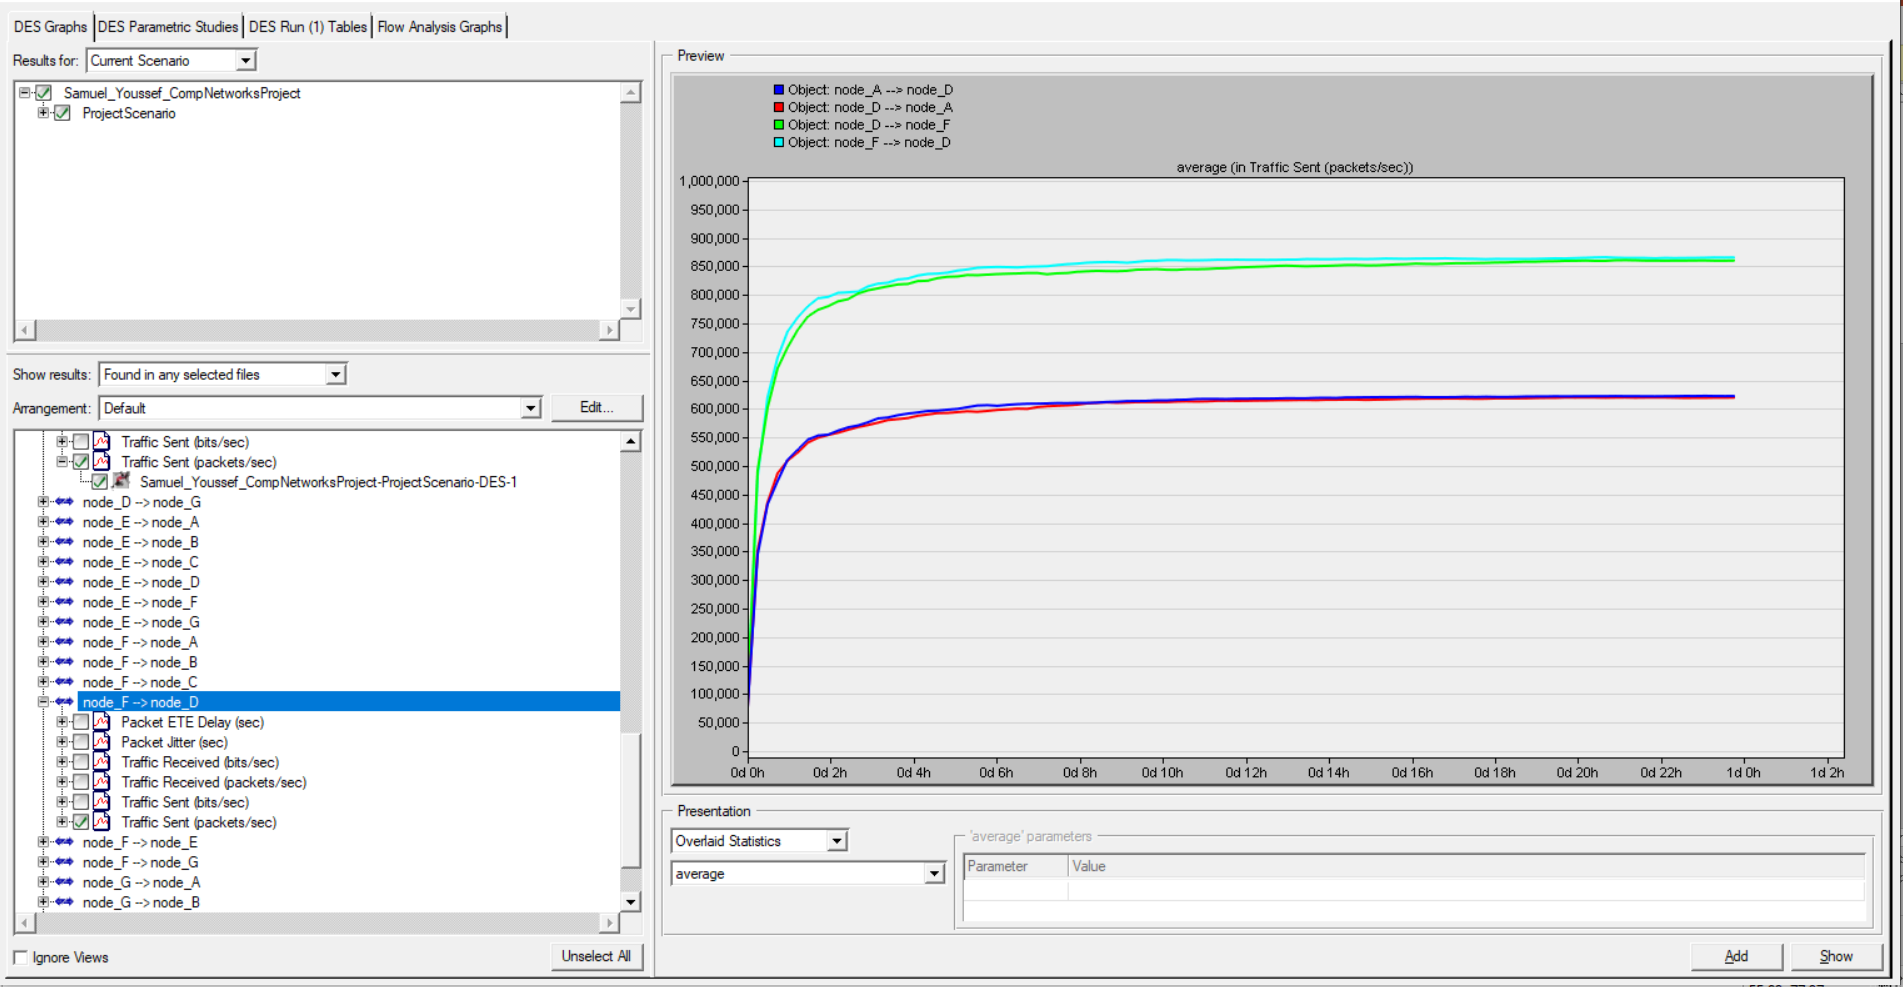 DES Graphs DES Parametric Studies DES Run (1) Tables Flow Analysis Graphs
Results for: Current Scenario
Samuel_Youssef_CompNetworksProject
ProjectScenario
Show results: Found in any selected files
Arrangement: Default Edit...
Traffic Sent (bits/sec)
Traffic Sent (packets/sec)
Samuel_Youssef_CompNetworksProject-ProjectScenario-DES-1
node_D --> node_G
node_E --> node_A
node_E --> node_B
node_E --> node_C
node_E --> node_D
node_E --> node_F
node_E --> node_G
node_F --> node_A
node_F --> node_B
node_F --> node_C
node_F --> node_D
Packet ETE Delay (sec)
Packet Jitter (sec)
Traffic Received (bits/sec)
Traffic Received (packets/sec)
Traffic Sent (bits/sec)
Traffic Sent (packets/sec)
node_F --> node_E
node_F --> node_G
node_G --> node_A
node_G --> node_B
Ignore Views Unselect All
Preview
Object: node_A --> node_D
Object: node_D --> node_A
Object: node_D --> node_F
Object: node_F --> node_D
average (in Traffic Sent (packets/sec))
1,000,000
950,000
900,000
850,000
800,000
750,000
700,000
650,000
600,000
550,000
500,000
450,000
400,000
350,000
300,000
250,000
200,000
150,000
100,000
50,000
0
0d 0h 0d 2h 0d 4h 0d 6h 0d 8h 0d 10h 0d 12h 0d 14h 0d 16h 0d 18h 0d 20h 0d 22h 1d 0h 1d 2h
Presentation
Overlaid Statistics
average
'average' parameters
Parameter Value
Add Show